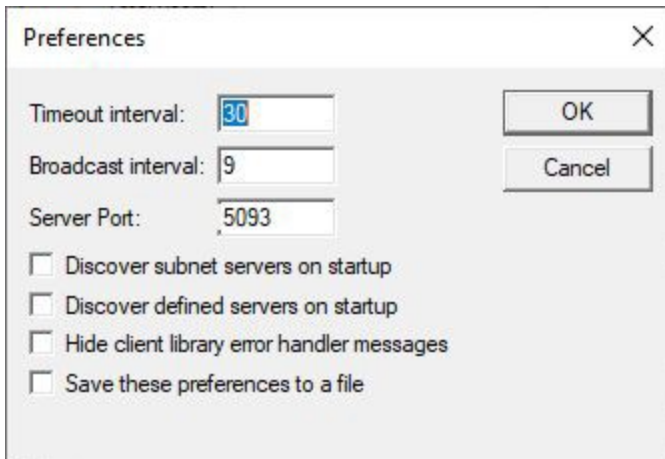 Preferences
Timeout interval: 30
OK
Broadcast interval: 9
Cancel
Server Port: 5093
Discover subnet servers on startup
Discover defined servers on startup
Hide client library error handler messages
Save these preferences to a file